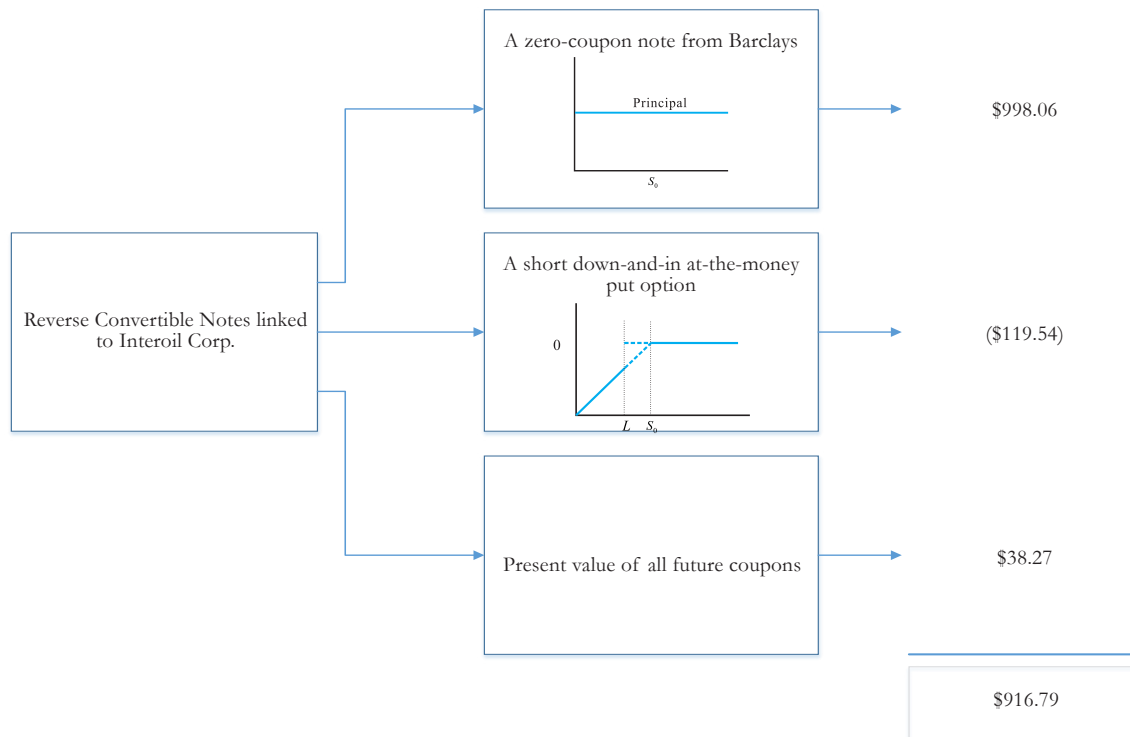 A zero-coupon note from Barclays
Principal
S₀
$998.06
Reverse Convertible Notes linked
to Interoil Corp.
A short down-and-in at-the-money
put option
0
L S₀
($119.54)
Present value of all future coupons
$38.27
$916.79